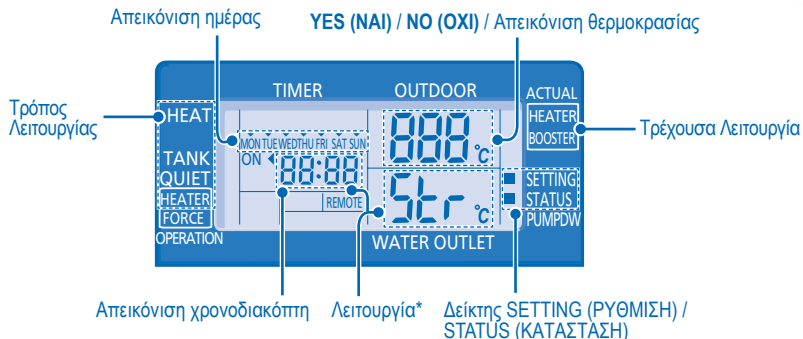 Απεικόνιση ημέρας
YES (ΝΑΙ) / NO (ΟΧΙ) / Απεικόνιση θερμοκρασίας
Τρόπος
Λειτουργίας
TIMER
OUTDOOR
ACTUAL
HEAT
HEATER
BOOSTER
Τρέχουσα Λειτουργία
MON TUE WED THU FRI SAT SUN
888 °C
TANK
ON 88:88
QUIET
SETTING
HEATER
REMOTE
Str °C
STATUS
FORCE
PUMPDW
OPERATION
WATER OUTLET
Απεικόνιση χρονοδιακόπτη
Λειτουργία*
Δείκτης SETTING (ΡΥΘΜΙΣΗ) /
STATUS (ΚΑΤΑΣΤΑΣΗ)